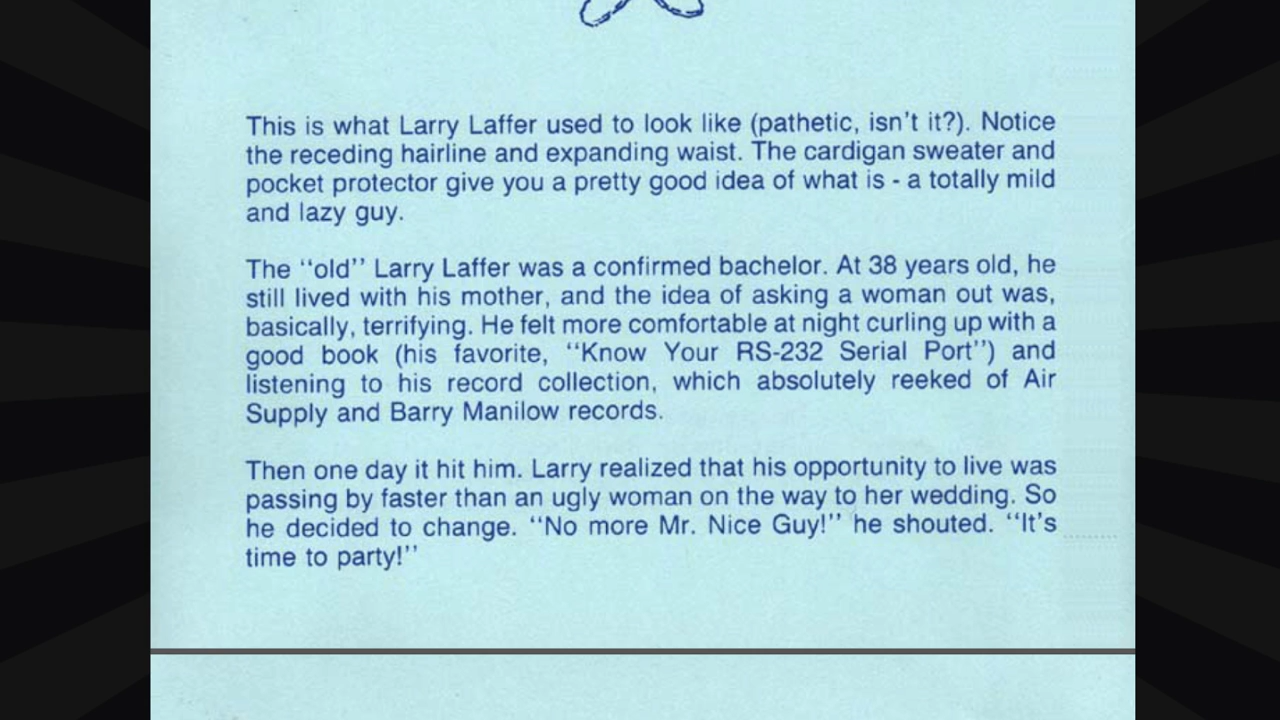 This is what Larry Laffer used to look like (pathetic, isn't it?). Notice
the receding hairline and expanding waist. The cardigan sweater and
pocket protector give you a pretty good idea of what is - a totally mild
and lazy guy.
The ‘‘old’’ Larry Laffer was a confirmed bachelor. At 38 years old, he
still lived with his mother, and the idea of asking a woman out was,
basically, terrifying. He felt more comfortable at night curling up with a
good book (his favorite, ‘‘Know Your RS-232 Serial Port’’) and
listening to his record collection, which absolutely reeked of Air
Supply and Barry Manilow records.
Then one day it hit him. Larry realized that his opportunity to live was
passing by faster than an ugly woman on the way to her wedding. So
he decided to change. ‘‘No more Mr. Nice Guy!’’ he shouted. ‘‘It's
time to party!’’